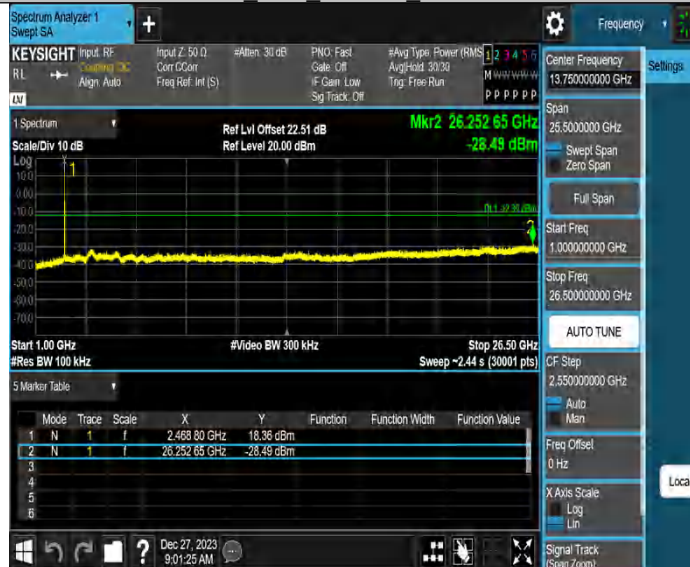 Spectrum Analyzer 1
Swept SA
Frequency
KEYSIGHT
RL
Input: RF
Coupling: DC
Align: Auto
Input Z: 50 Ω
Corr CCorr
Freq Ref: Int (S)
#Atten: 30 dB
PNO: Fast
Gate: Off
IF Gain: Low
Sig Track: Off
#Avg Type: Power (RMS
Avg|Hold: 30/30
Trig: Free Run
1 2 3 4 5 6
M W W W W W
P P P P P P
LXI
Settings
1 Spectrum
Scale/Div 10 dB
Log
Ref Lvl Offset 22.51 dB
Ref Level 20.00 dBm
Mkr2 26.252 65 GHz
-28.49 dBm
10.0
0.00
-10.0
-20.0
-30.0
-40.0
-50.0
-60.0
-70.0
1
2
Start 1.00 GHz
#Res BW 100 kHz
#Video BW 300 kHz
Stop 26.50 GHz
Sweep ~2.44 s (30001 pts)
5 Marker Table
Mode Trace Scale X Y Function Function Width Function Value
1 N 1 f 2.468 80 GHz 18.36 dBm
2 N 1 f 26.252 65 GHz -28.49 dBm
3
4
5
6
Dec 27, 2023
9:01:25 AM
?
Center Frequency
13.750000000 GHz
Span
25.5000000 GHz
Swept Span
Zero Span
Full Span
Start Freq
1.000000000 GHz
Stop Freq
26.500000000 GHz
AUTO TUNE
CF Step
2.550000000 GHz
Auto
Man
Freq Offset
0 Hz
X Axis Scale
Log
Lin
Signal Track
(Span Zoom)
Loca